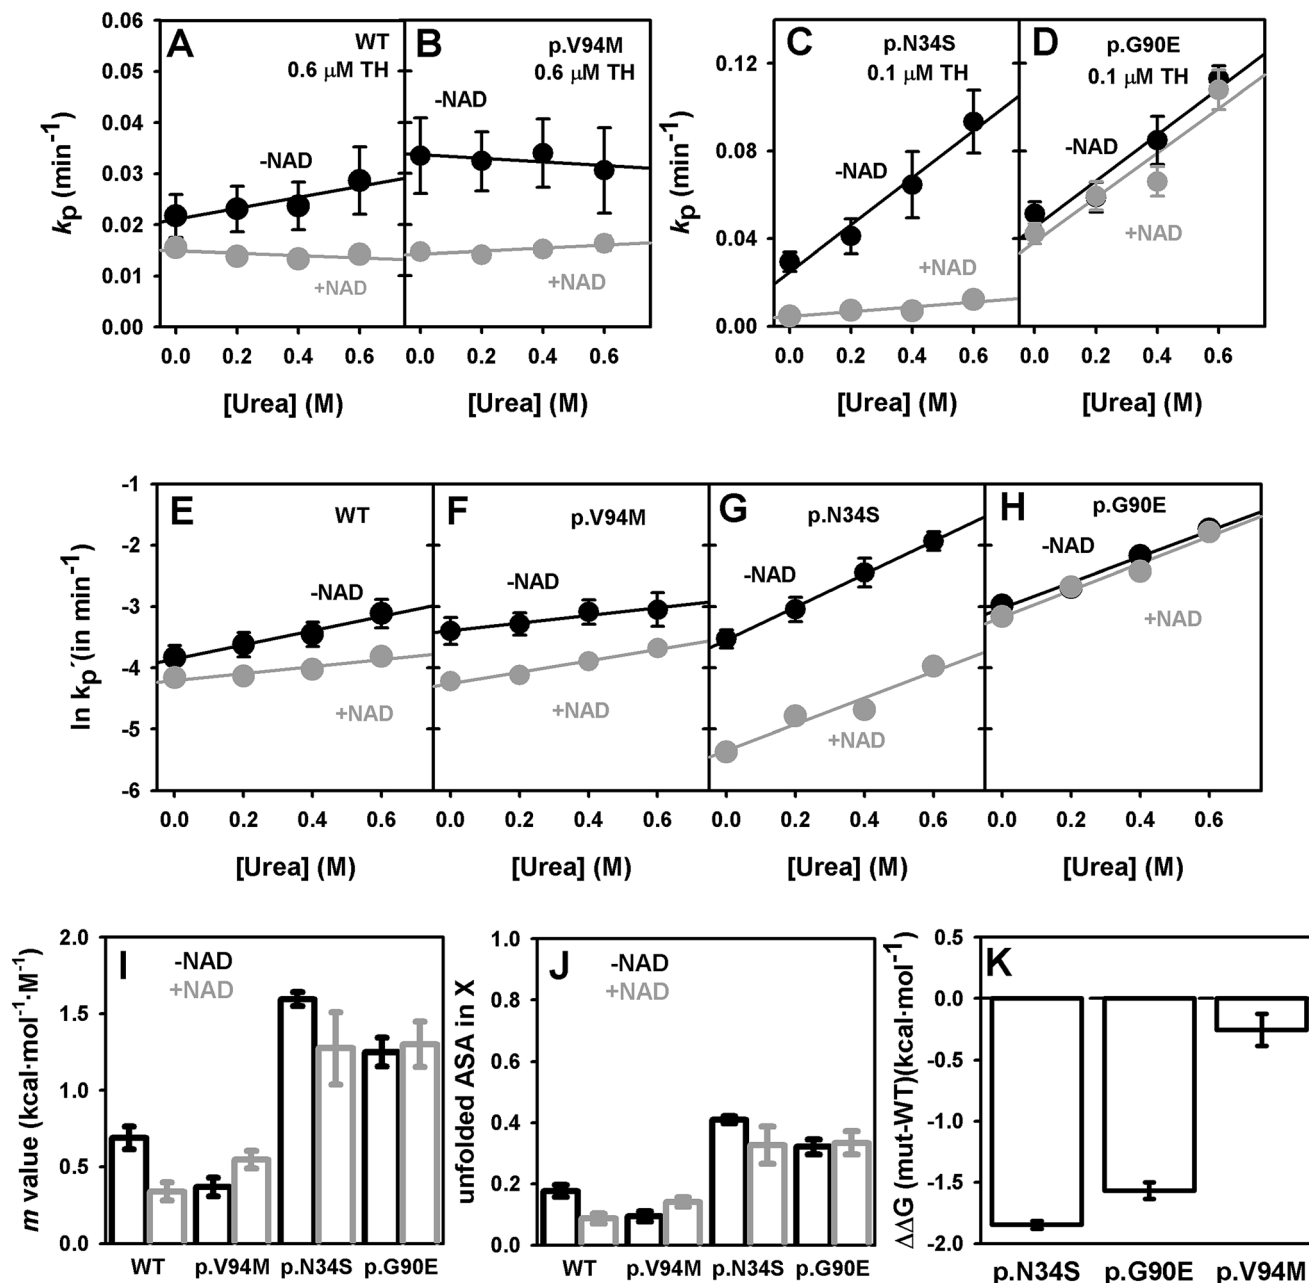 A
WT
0.6 μM TH
B
p.V94M
0.6 μM TH
-NAD
-NAD
+NAD
+NAD
kp (min-1)
0.06
0.05
0.04
0.03
0.02
0.01
0.00
0.0 0.2 0.4 0.6 0.0 0.2 0.4 0.6
[Urea] (M) [Urea] (M)
C
p.N34S
0.1 μM TH
D
p.G90E
0.1 μM TH
-NAD
-NAD
+NAD
+NAD
kp (min-1)
0.12
0.08
0.04
0.00
0.0 0.2 0.4 0.6 0.0 0.2 0.4 0.6
[Urea] (M) [Urea] (M)
E
WT
F
p.V94M
G
p.N34S
H
p.G90E
-NAD
-NAD
-NAD
-NAD
+NAD
+NAD
+NAD
+NAD
ln kp´(in min-1)
-1
-2
-3
-4
-5
-6
0.0 0.2 0.4 0.6 0.0 0.2 0.4 0.6 0.0 0.2 0.4 0.6 0.0 0.2 0.4 0.6
[Urea] (M) [Urea] (M) [Urea] (M) [Urea] (M)
I
-NAD
+NAD
m value (kcal·mol-1·M-1)
2.0
1.5
1.0
0.5
0.0
WT p.V94M p.N34S p.G90E
J
-NAD
+NAD
unfolded ASA in X
1.0
0.8
0.6
0.4
0.2
0.0
WT p.V94M p.N34S p.G90E
K
ΔΔG (mut-WT)(kcal·mol-1)
0.5
0.0
-0.5
-1.0
-1.5
-2.0
p.N34S p.G90E p.V94M